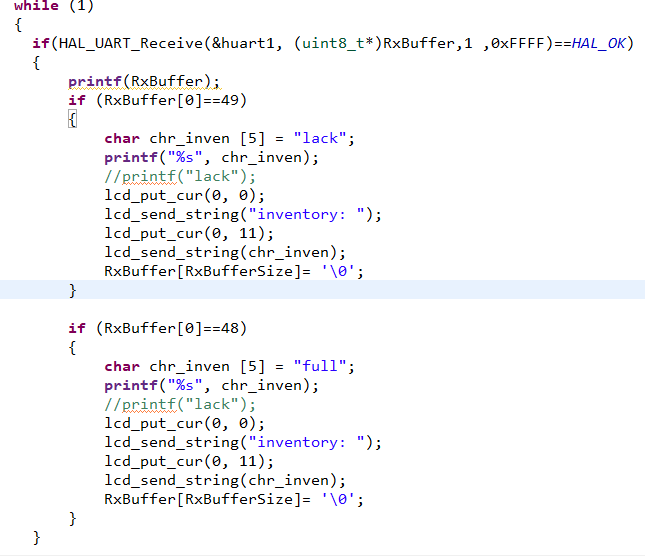 while (1)
{
if(HAL_UART_Receive(&huart1, (uint8_t*)RxBuffer,1 ,0xFFFF)==HAL_OK)
{
printf(RxBuffer);
if (RxBuffer[0]==49)
{
char chr_inven [5] = "lack";
printf("%s", chr_inven);
//printf("lack");
lcd_put_cur(0, 0);
lcd_send_string("inventory: ");
lcd_put_cur(0, 11);
lcd_send_string(chr_inven);
RxBuffer[RxBufferSize]= '\0';
}
if (RxBuffer[0]==48)
{
char chr_inven [5] = "full";
printf("%s", chr_inven);
//printf("lack");
lcd_put_cur(0, 0);
lcd_send_string("inventory: ");
lcd_put_cur(0, 11);
lcd_send_string(chr_inven);
RxBuffer[RxBufferSize]= '\0';
}
}